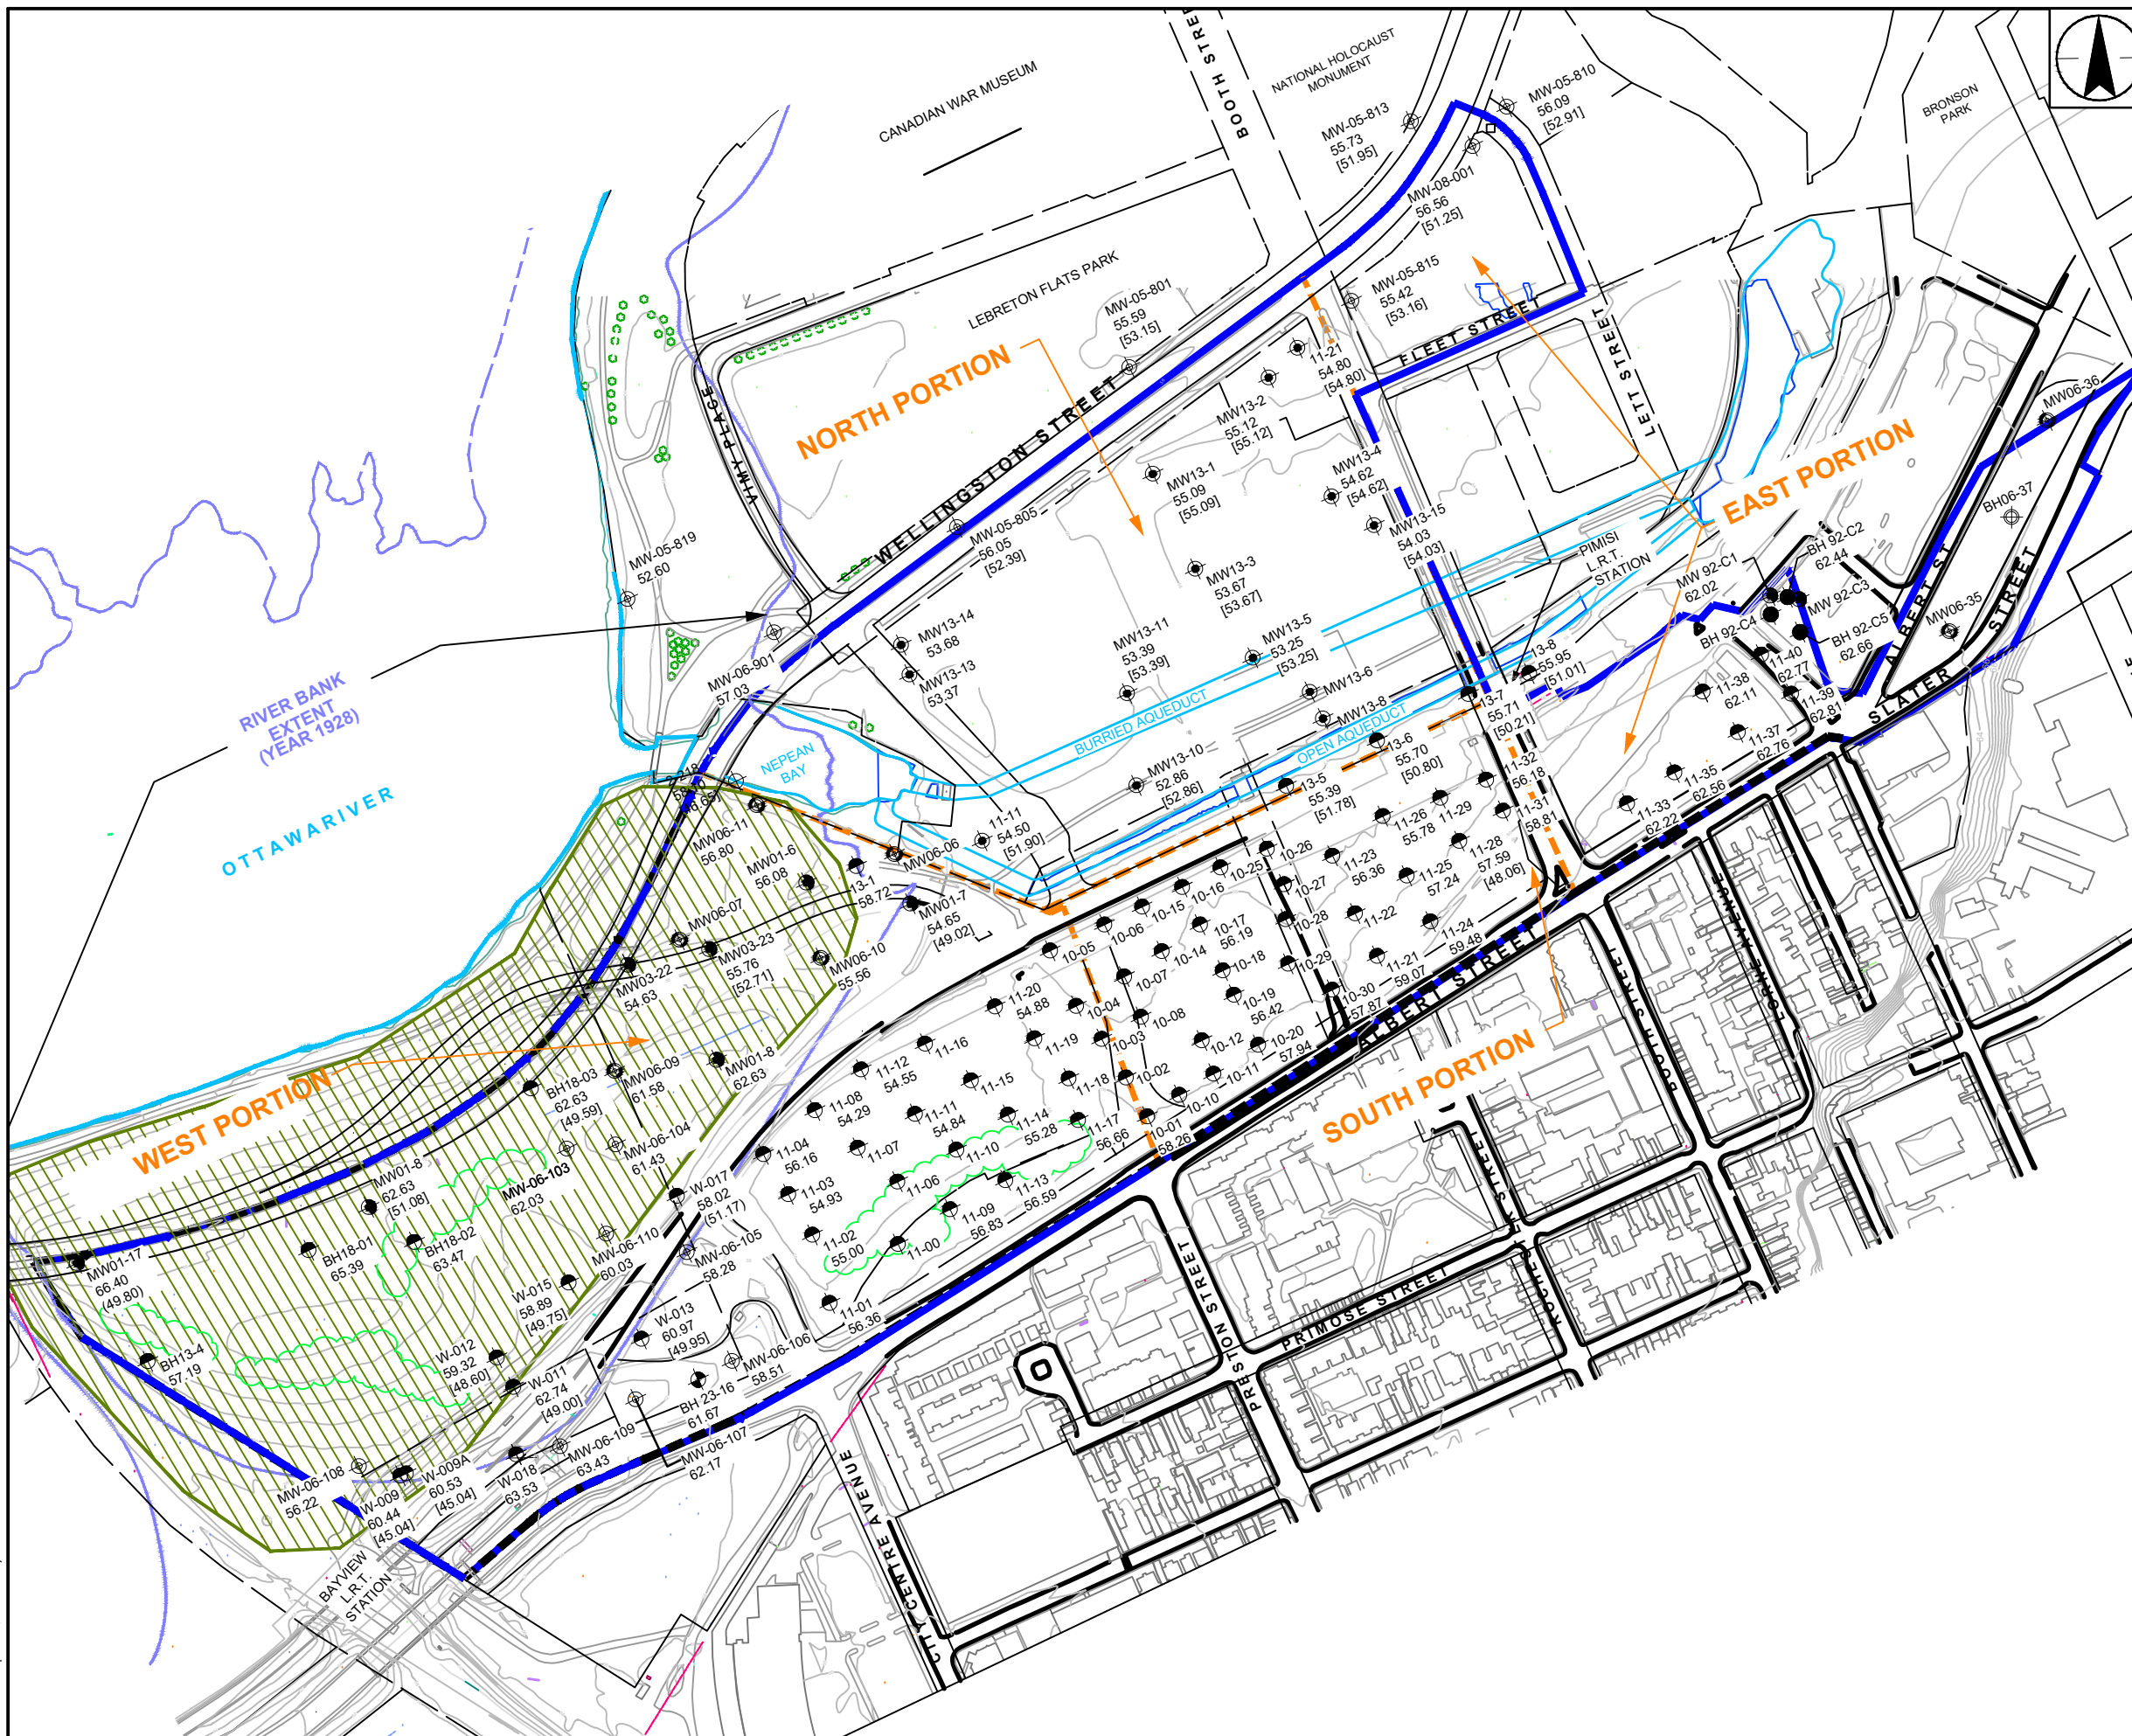 CANADIAN WAR MUSEUM
BOOTH STREE
NATIONAL HOLOCAUST
MONUMENT
BRONSON
PARK
MW-05-813
55.73
[51.95]
MW-05-810
56.09
[52.91]
MW-08-001
56.56
[51.25]
MW-05-815
55.42
[53.16]
LEBRETON FLATS PARK
MW-05-801
55.59
[53.15]
NORTH PORTION
VIMY PLACE
WELLINGSTON STREET
FLEET STREET
LETT STREET
11-21
54.80
[54.80]
MW13-2
55.12
[55.12]
MW13-1
55.09
[55.09]
MW13-4
54.62
[54.62]
MW13-15
54.03
[54.03]
MW13-3
53.67
[53.67]
EAST PORTION
MW06-36
BH06-37
MW06-35
MW-05-805
56.05
[52.39]
MW-05-819
52.60
PIMISI
L.R.T.
STATION
MW 92-C1
62.02
BH 92-C2
62.44
MW 92-C3
BH 92-C4
BH 92-C5
62.66
ALBERT ST
SLATER STREET
11-40
62.77
11-39
62.81
11-38
62.11
11-37
62.76
11-35
62.56
11-33
62.22
MW13-14
53.68
MW13-13
53.37
MW13-11
53.39
[53.39]
MW13-5
53.25
[53.25]
MW13-6
MW13-8
13-8
55.95
[51.01]
13-7
55.71
[50.21]
13-6
55.70
[50.80]
13-5
55.39
[51.78]
MW-06-901
57.03
RIVER BANK
EXTENT
(YEAR 1928)
OTTAWARIVER
NEPEAN
BAY
BURRIED AQUEDUCT
OPEN AQUEDUCT
MW13-10
52.86
[52.86]
11-11
54.50
[51.90]
MW06-11
56.80
MW01-6
56.08
13-1
58.72
MW06-06
MW01-7
54.65
[49.02]
MW06-07
MW03-23
55.76
[52.71]
MW03-22
54.63
MW06-10
55.56
11-32
56.18
11-31
58.81
11-29
11-28
57.59
[48.06]
11-26
55.78
11-25
57.24
11-24
59.48
11-23
56.36
11-22
11-21
59.07
10-26
10-25
10-27
10-28
10-29
10-30
57.87
10-16
10-15
10-17
56.19
10-14
10-18
10-19
56.42
10-20
57.94
10-12
10-11
10-10
10-05
10-06
10-07
10-08
10-04
10-03
10-02
10-01
58.26
11-20
54.88
11-19
11-18
11-17
56.66
11-16
11-15
11-14
55.28
11-13
56.59
11-12
54.55
11-11
54.84
11-10
11-09
56.83
11-08
54.29
11-07
11-06
11-00
11-04
56.16
11-03
54.93
11-02
55.00
11-01
56.36
ALBERT STREET
SOUTH PORTION
WEST PORTION
BH18-03
62.63
[49.59]
MW06-09
61.58
MW01-8
62.63
MW-06-104
61.43
MW-06-103
62.03
MW01-8
62.63
[51.08]
BH18-01
65.39
BH18-02
63.47
MW01-17
66.40
(49.80)
BH13-4
57.19
W-017
58.02
(51.17)
MW-06-105
58.28
MW-06-110
60.03
W-015
58.89
[49.75]
W-013
60.97
[49.95]
W-012
59.32
[48.60]
W-011
62.74
[49.00]
MW-06-106
58.51
BH 23-16
61.67
MW-06-107
62.17
MW-06-109
63.43
W-018
63.53
W-009A
60.53
[45.04]
W-009
60.44
[45.04]
MW-06-108
56.22
BAYVIEW
L.R.T.
STATION
CITY CENTRE AVENUE
PRESTON STREET
PRIMOSE STREET
BOOTH STREET
LORNE AVENUE